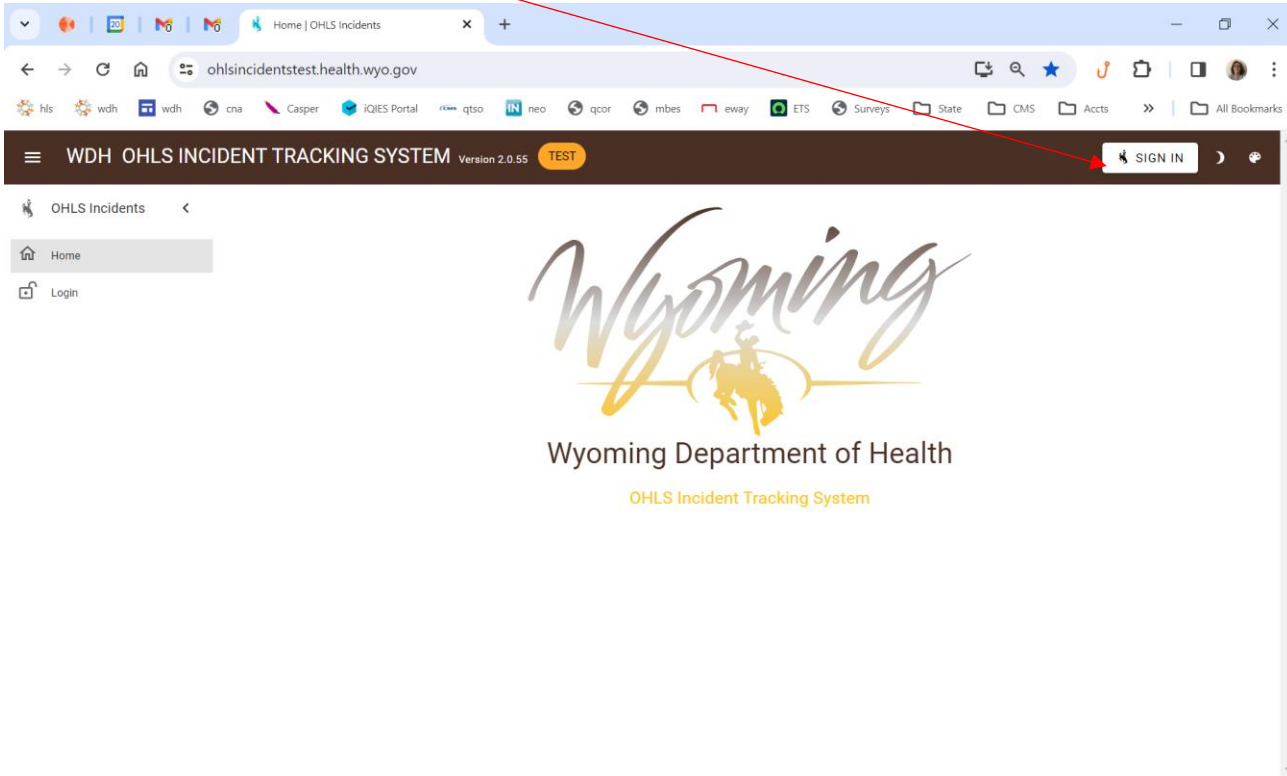 20
Home | OHLS Incidents
ohlsincidentstest.health.wyo.gov
hls wdh wdh cna Casper iQIES Portal qtso IN neo qcor mbes eway ETS Surveys State CMS Accts All Bookmarks
WDH OHLS INCIDENT TRACKING SYSTEM Version 2.0.55 TEST SIGN IN
OHLS Incidents
Home
Login
Wyoming
Wyoming Department of Health
OHLS Incident Tracking System